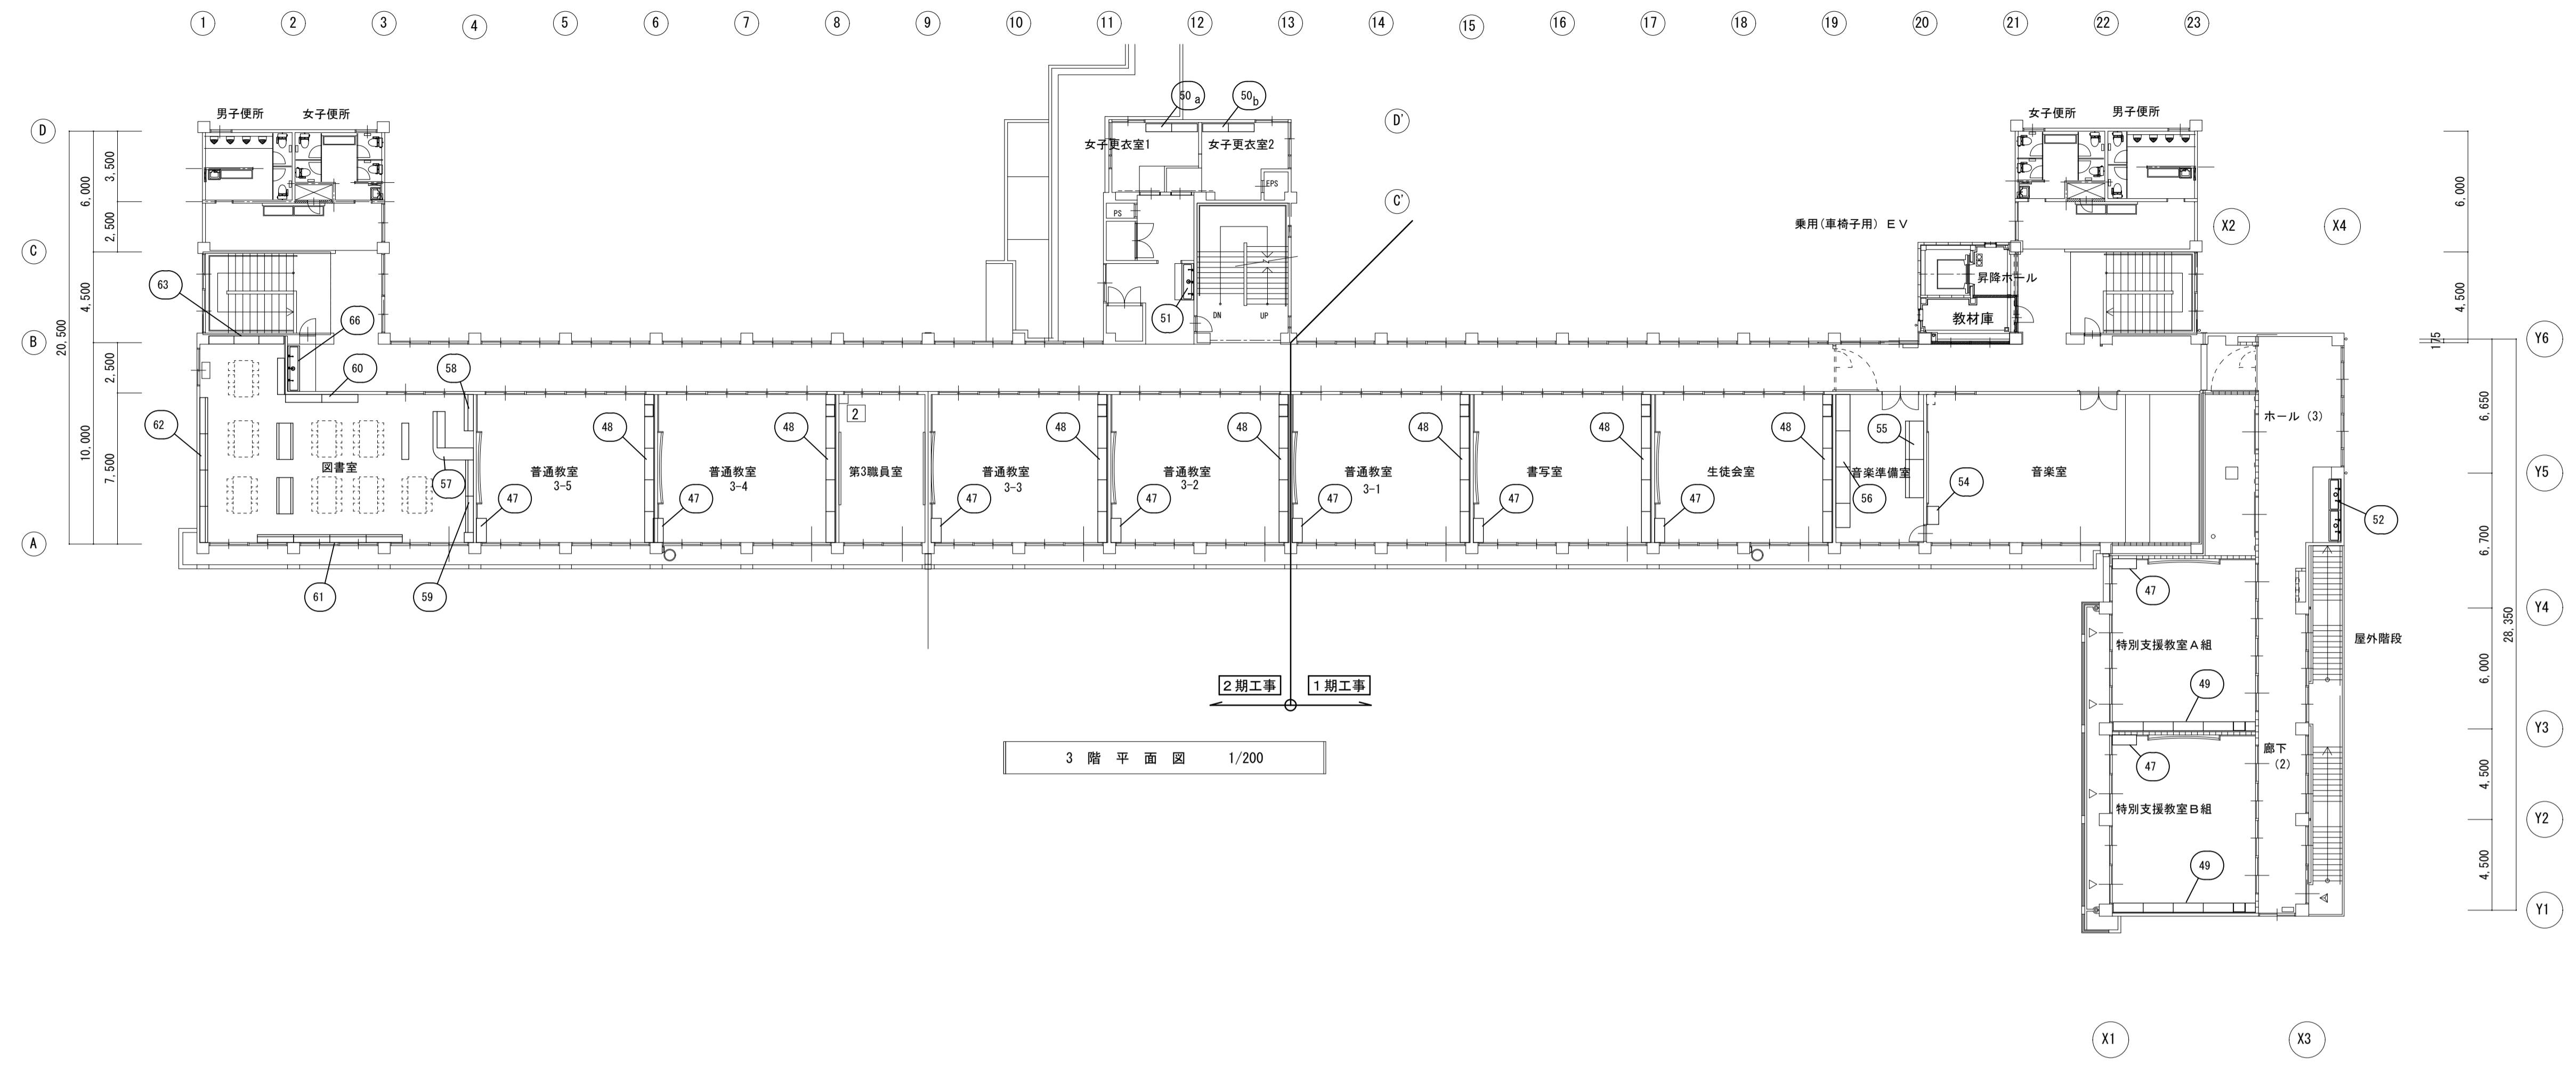 1 2 3 4 5 6 7 8 9 10 11 12 13 14 15 16 17 18 19 20 21 22 23
男子便所 女子便所
50a 50b
女子便所 男子便所
D
D'
女子更衣室1 女子更衣室2
EPS
3,500
6,000
2,500
6,000
C'
PS
乗用(車椅子用) EV
X2 X4
C
63
66
4,500
20,500
51
DN UP
昇降ホール
教材庫
4,500
B
175
Y6
2,500
60
58
10,000
7,500
62
図書室
57
48
普通教室
3-5
47
48
普通教室
3-4
47
2
第3職員室
48
普通教室
3-3
47
48
普通教室
3-2
47
48
普通教室
3-1
47
48
書写室
47
48
生徒会室
47
55
音楽準備室
56
54
音楽室
ホール(3)
6,650
Y5
52
A
61
59
6,700
47
Y4
28,350
特別支援教室A組
屋外階段
6,000
49
2期工事 1期工事
Y3
廊下
(2)
47
4,500
3階平面図 1/200
特別支援教室B組
Y2
49
4,500
Y1
X1 X3